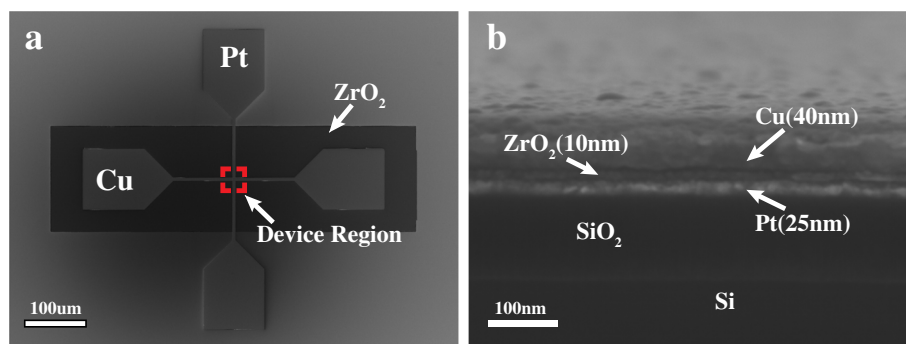 a
Pt
ZrO₂
Cu
Device Region
100um
b
Cu(40nm)
ZrO₂(10nm)
Pt(25nm)
SiO₂
Si
100nm